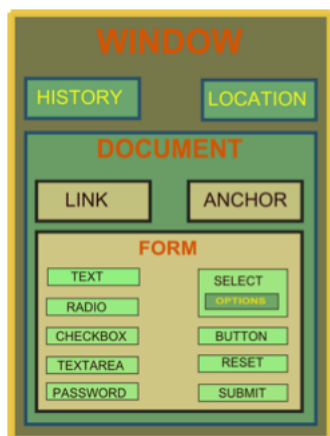 WINDOW
HISTORY
LOCATION
DOCUMENT
LINK
ANCHOR
FORM
TEXT
RADIO
CHECKBOX
TEXTAREA
PASSWORD
SELECT
OPTIONS
BUTTON
RESET
SUBMIT